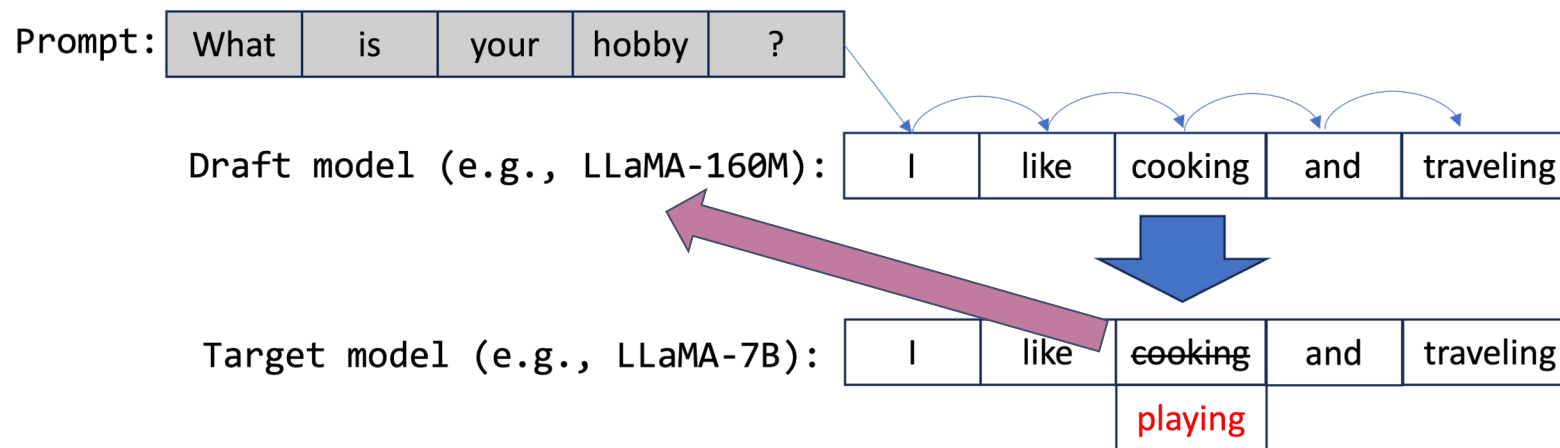 Prompt: What is your hobby ?
Draft model (e.g., LLaMA-160M): I like cooking and traveling
Target model (e.g., LLaMA-7B): I like cooking and traveling
playing